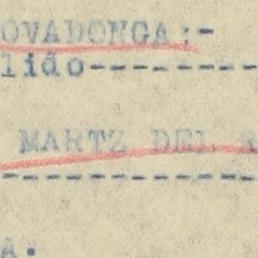 OVADONGA:-
lido---------
MARTZ DEL
-------------
A.